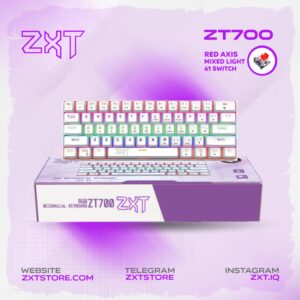 ZXT
ZT700
RED AXIS
MIXED LIGHT
61 SWITCH
RGB
MECHANICAL KEYBOARD ZT700 ZXT
WEBSITE
ZXTSTORE.COM
TELEGRAM
ZXTSTORE
INSTAGRAM
ZXT.IQ